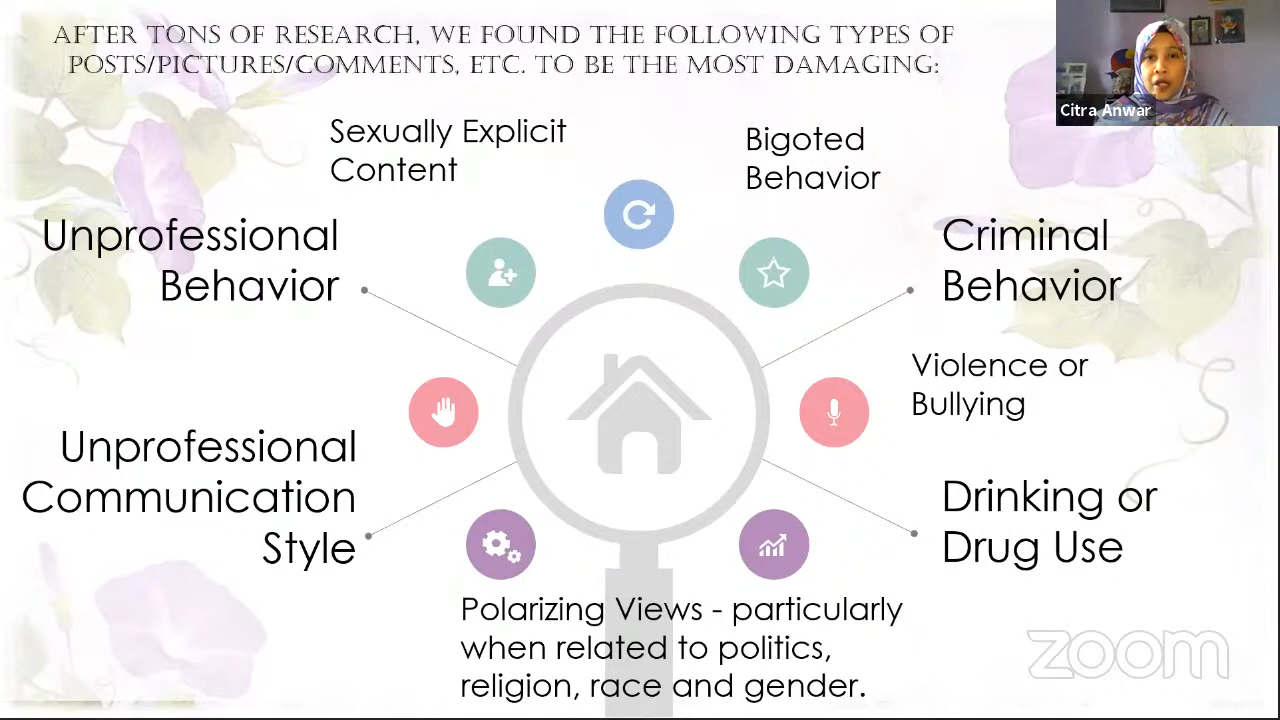 AFTER TONS OF RESEARCH, WE FOUND THE FOLLOWING TYPES OF
POSTS/PICTURES/COMMENTS, ETC. TO BE THE MOST DAMAGING:
Citra Anwar
Sexually Explicit
Content
Bigoted
Behavior
Unprofessional
Behavior
Criminal
Behavior
Violence or
Bullying
Unprofessional
Communication
Style
Drinking or
Drug Use
Polarizing Views - particularly
when related to politics,
religion, race and gender.
zoom